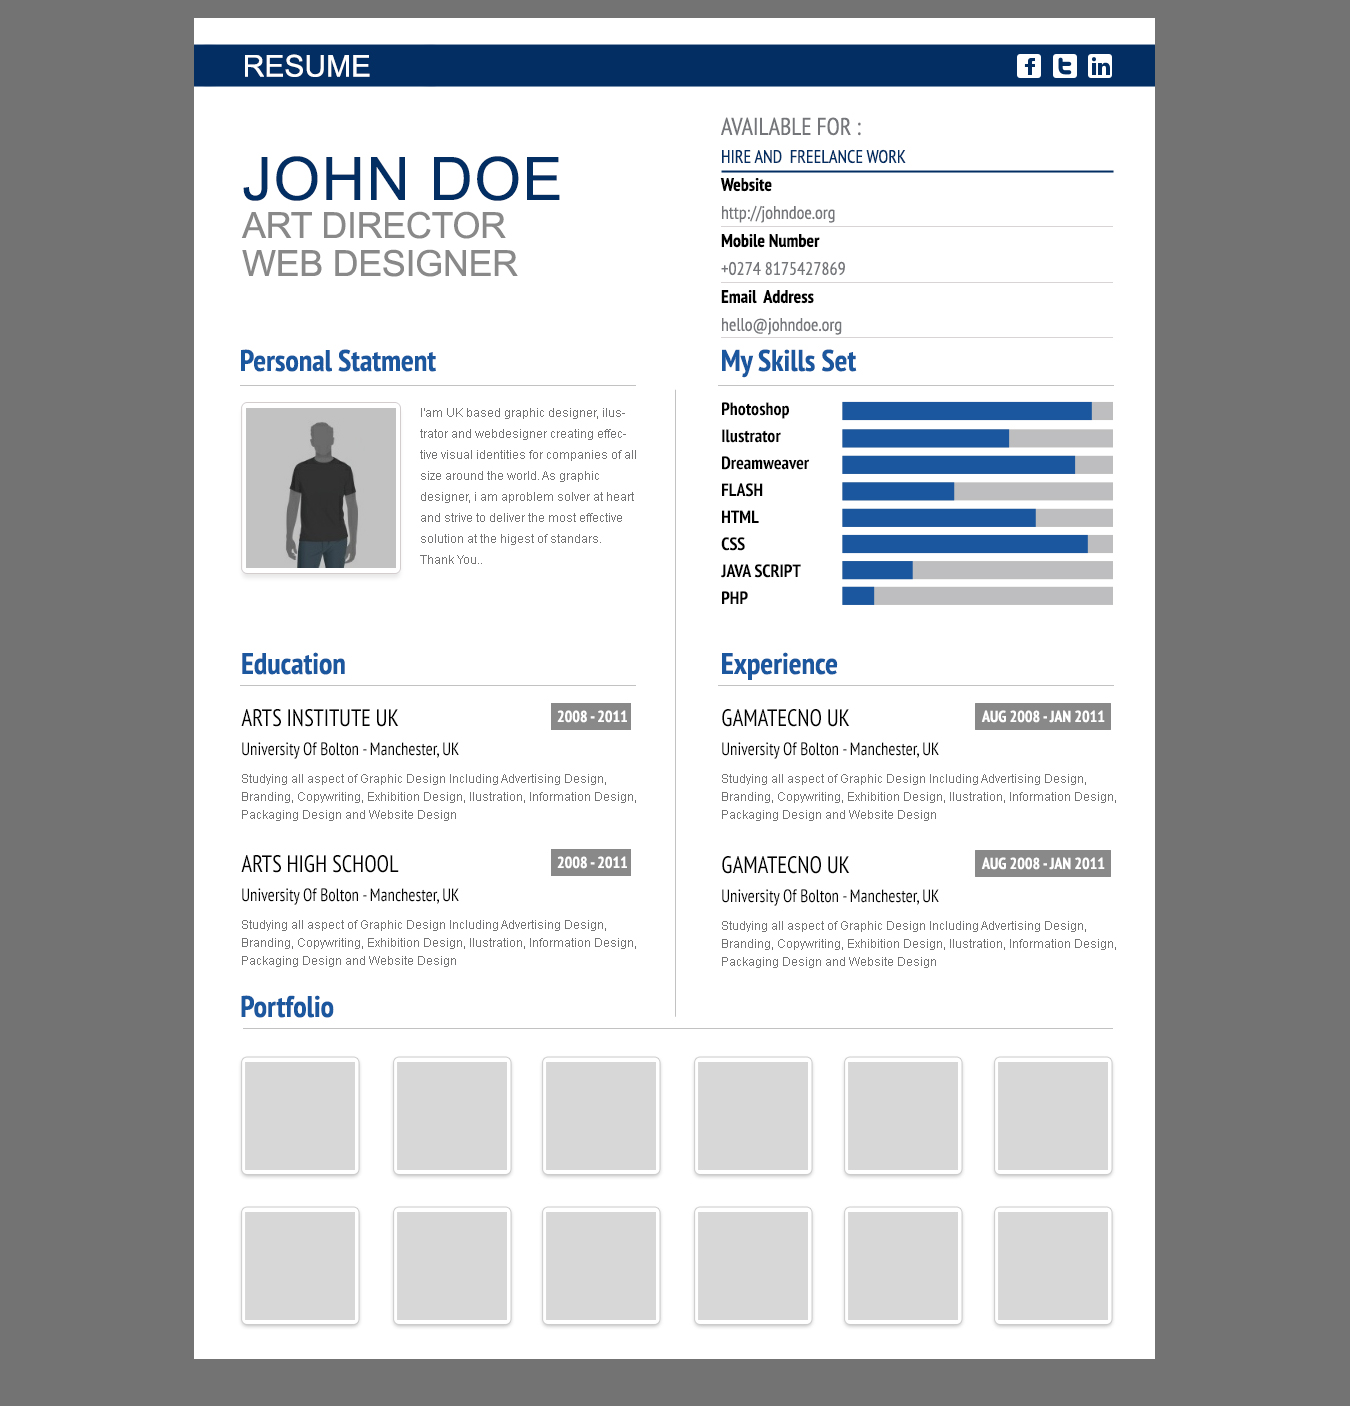 RESUME
JOHN DOE
ART DIRECTOR
WEB DESIGNER
AVAILABLE FOR :
HIRE AND FREELANCE WORK
Website
http://johndoe.org
Mobile Number
+0274 8175427869
Email Address
hello@johndoe.org
Personal Statment
I'am UK based graphic designer, ilus-
trator and webdesigner creating effec-
tive visual identities for companies of all
size around the world. As graphic
designer, i am aproblem solver at heart
and strive to deliver the most effective
solution at the higest of standars.
Thank You..
My Skills Set
Photoshop
Ilustrator
Dreamweaver
FLASH
HTML
CSS
JAVA SCRIPT
PHP
Education
ARTS INSTITUTE UK
2008 - 2011
University Of Bolton - Manchester, UK
Studying all aspect of Graphic Design Including Advertising Design,
Branding, Copywriting, Exhibition Design, Ilustration, Information Design,
Packaging Design and Website Design
ARTS HIGH SCHOOL
2008 - 2011
University Of Bolton - Manchester, UK
Studying all aspect of Graphic Design Including Advertising Design,
Branding, Copywriting, Exhibition Design, Ilustration, Information Design,
Packaging Design and Website Design
Experience
GAMATECNO UK
AUG 2008 - JAN 2011
University Of Bolton - Manchester, UK
Studying all aspect of Graphic Design Including Advertising Design,
Branding, Copywriting, Exhibition Design, Ilustration, Information Design,
Packaging Design and Website Design
GAMATECNO UK
AUG 2008 - JAN 2011
University Of Bolton - Manchester, UK
Studying all aspect of Graphic Design Including Advertising Design,
Branding, Copywriting, Exhibition Design, Ilustration, Information Design,
Packaging Design and Website Design
Portfolio